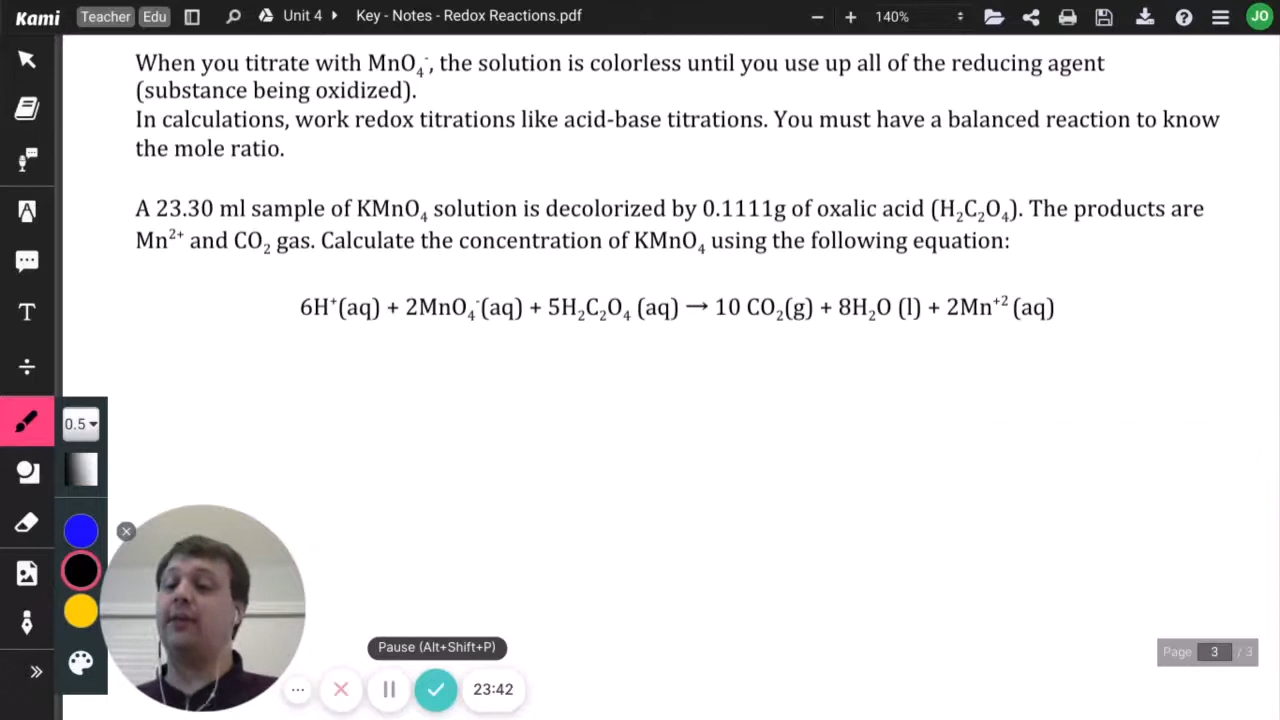 Kami Teacher Edu Unit 4 Key - Notes - Redox Reactions.pdf 140% JO
When you titrate with MnO₄⁻, the solution is colorless until you use up all of the reducing agent
(substance being oxidized).
In calculations, work redox titrations like acid-base titrations. You must have a balanced reaction to know
the mole ratio.
A 23.30 ml sample of KMnO₄ solution is decolorized by 0.1111g of oxalic acid (H₂C₂O₄). The products are
Mn²⁺ and CO₂ gas. Calculate the concentration of KMnO₄ using the following equation:
6H⁺(aq) + 2MnO₄⁻(aq) + 5H₂C₂O₄ (aq) → 10 CO₂(g) + 8H₂O (l) + 2Mn⁺² (aq)
0.5
Pause (Alt+Shift+P)
Page 3 / 3
23:42